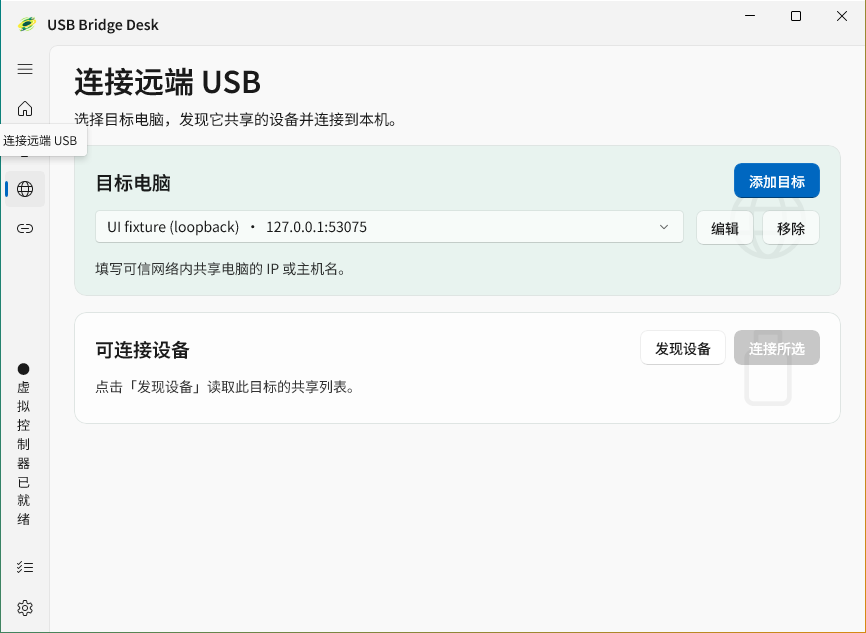 USB Bridge Desk
连接远端 USB
连接远端 USB
选择目标电脑，发现它共享的设备并连接到本机。
目标电脑
添加目标
UI fixture (loopback) • 127.0.0.1:53075
编辑
移除
填写可信网络内共享电脑的 IP 或主机名。
可连接设备
发现设备
连接所选
点击「发现设备」读取此目标的共享列表。
●
虚
拟
控
制
器
已
就
绪